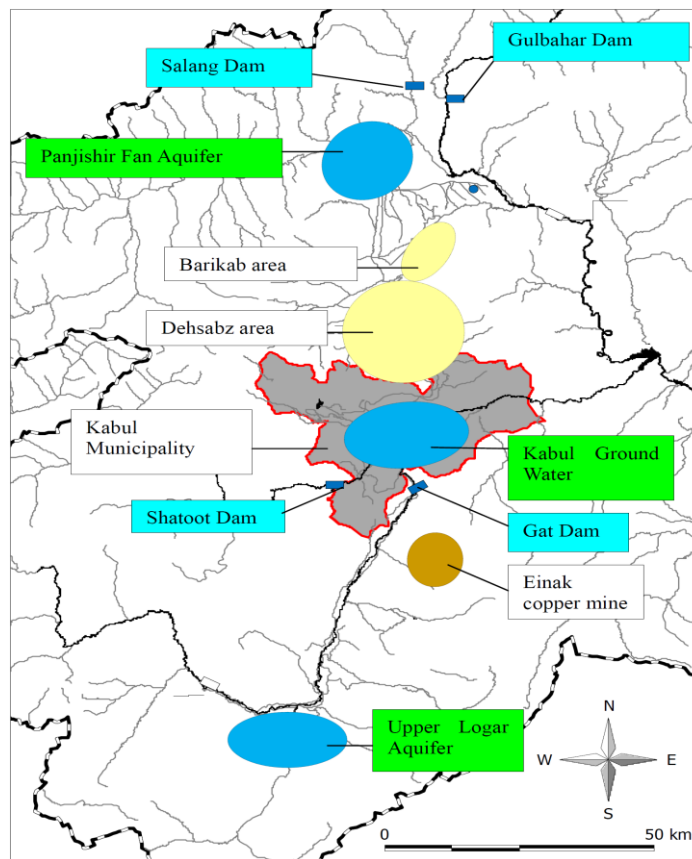 Gulbahar Dam
Salang Dam
Panjishir Fan Aquifer
Barikab area
Dehsabz area
Kabul
Municipality
Kabul Ground
Water
Shatoot Dam
Gat Dam
Einak
copper mine
Upper Logar
Aquifer
N
W
E
S
0
50 km